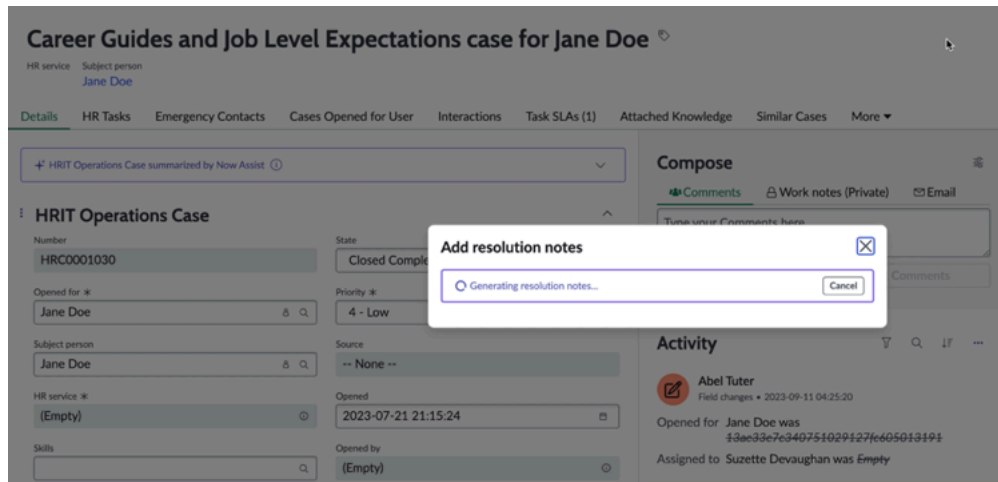 Career Guides and Job Level Expectations case for Jane Doe
HR service Subject person
Jane Doe
Details HR Tasks Emergency Contacts Cases Opened for User Interactions Task SLAs (1) Attached Knowledge Similar Cases More
HRIT Operations Case summarized by Now Assist
Compose
Comments Work notes (Private) Email
Type your Comments here
Comments
HRIT Operations Case
Number
HRC0001030
State
Closed Comple
Opened for *
Jane Doe
Priority *
4 - Low
Subject person
Jane Doe
Source
-- None --
HR service *
(Empty)
Opened
2023-07-21 21:15:24
Skills
Opened by
(Empty)
Add resolution notes
Generating resolution notes...
Cancel
Activity
Abel Tuter
Field changes • 2023-09-11 04:25:20
Opened for Jane Doe was
13ae33e7c340751029127fc605013191
Assigned to Suzette Devaughan was Empty